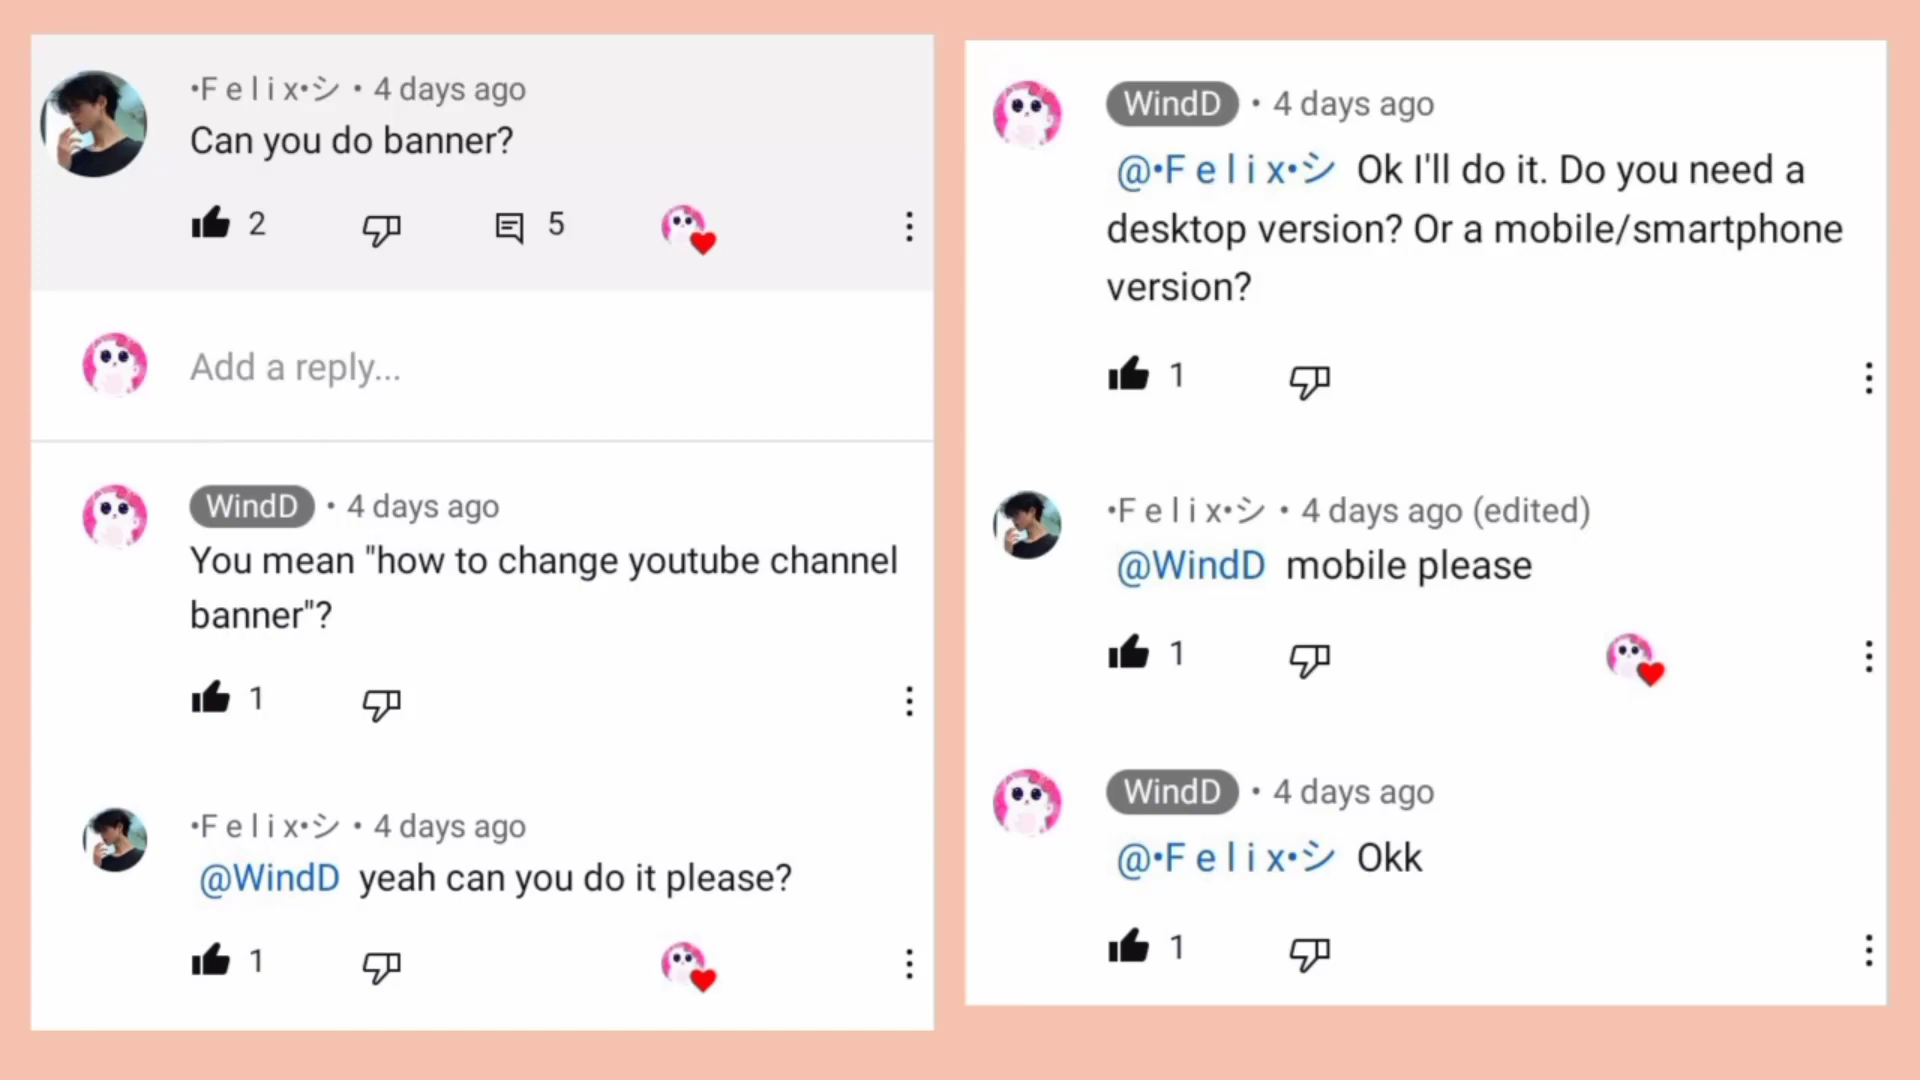 •F e l i x•シ • 4 days ago
Can you do banner?
2 5
Add a reply...
WindD • 4 days ago
You mean "how to change youtube channel
banner"?
1
•F e l i x•シ • 4 days ago
@WindD yeah can you do it please?
1
WindD • 4 days ago
@•F e l i x•シ Ok I'll do it. Do you need a
desktop version? Or a mobile/smartphone
version?
1
•F e l i x•シ • 4 days ago (edited)
@WindD mobile please
1
WindD • 4 days ago
@•F e l i x•シ Okk
1